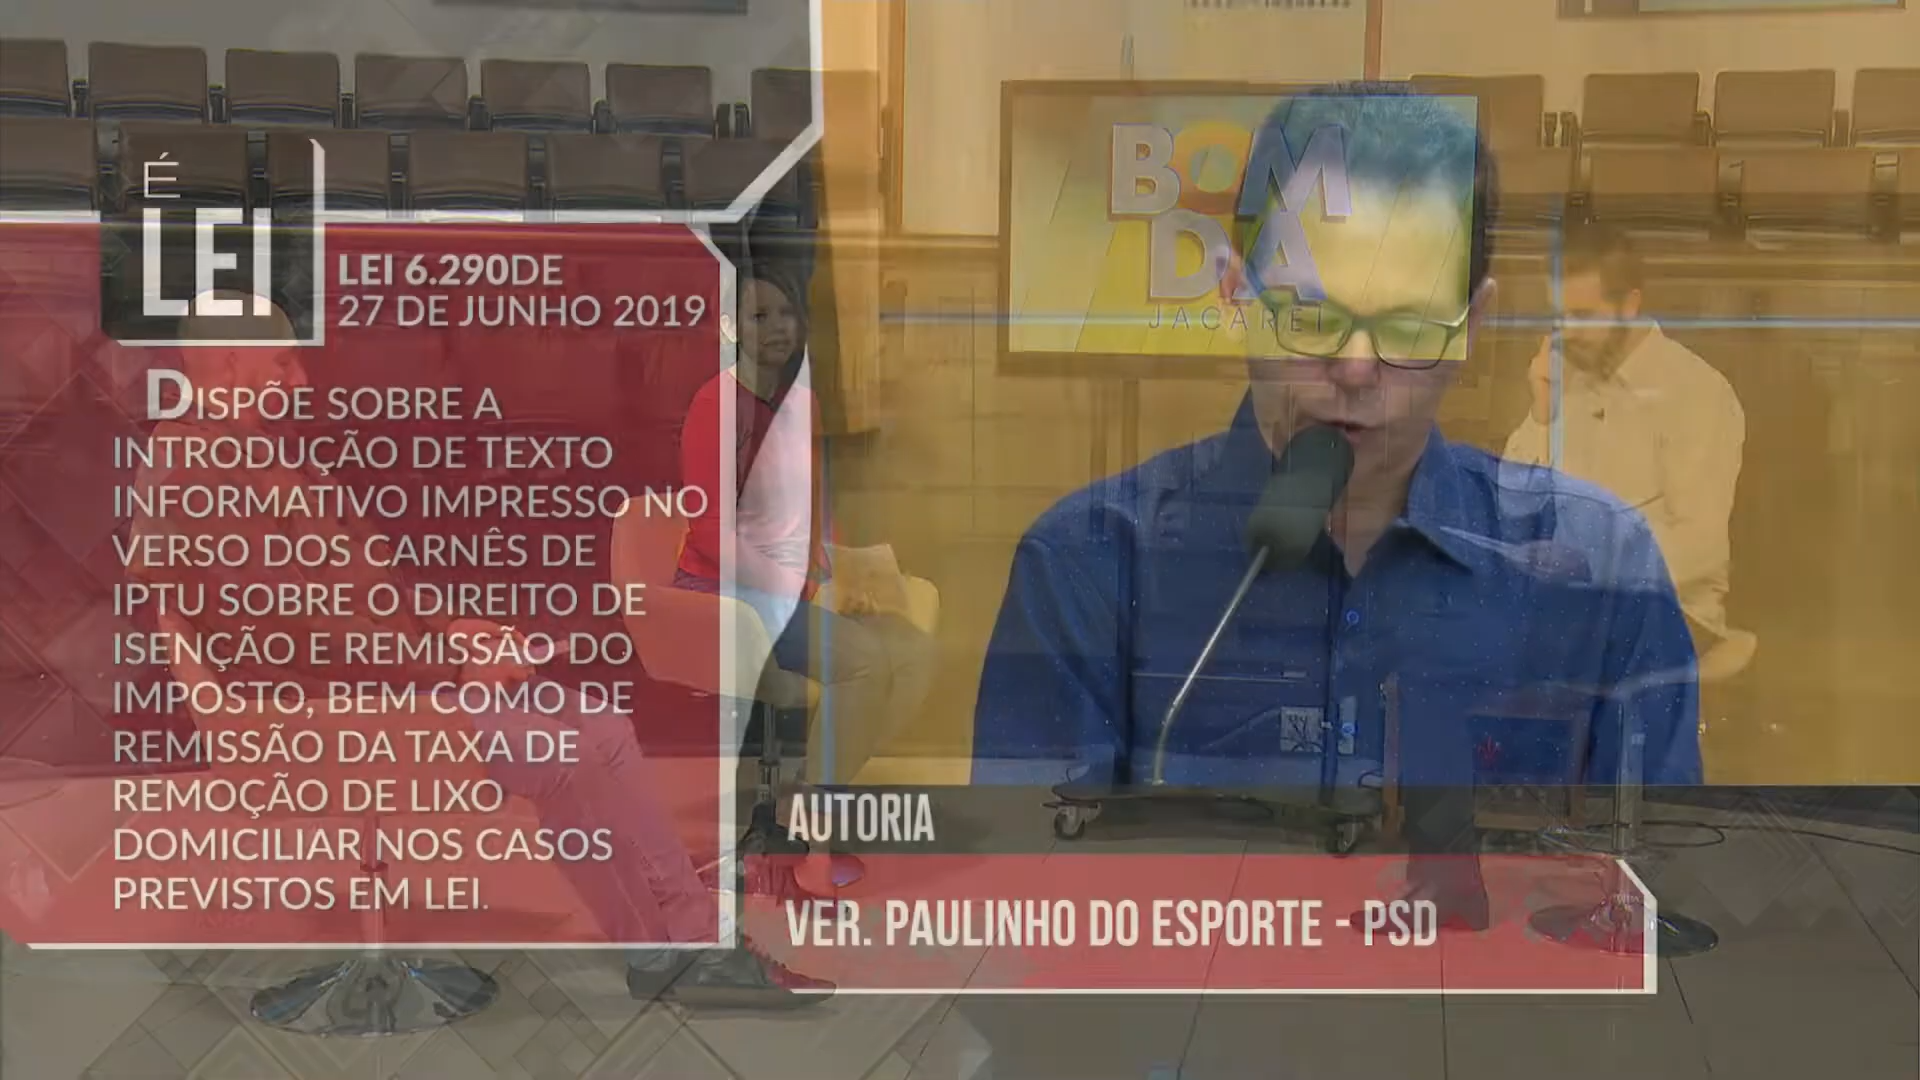 É
LEI
LEI 6.290DE
27 DE JUNHO 2019
DISPÕE SOBRE A
INTRODUÇÃO DE TEXTO
INFORMATIVO IMPRESSO NO
VERSO DOS CARNÊS DE
IPTU SOBRE O DIREITO DE
ISENÇÃO E REMISSÃO DO
IMPOSTO, BEM COMO DE
REMISSÃO DA TAXA DE
REMOÇÃO DE LIXO
DOMICILIAR NOS CASOS
PREVISTOS EM LEI.
BOM
DIA
JACAREÍ
AUTORIA
VER. PAULINHO DO ESPORTE - PSD